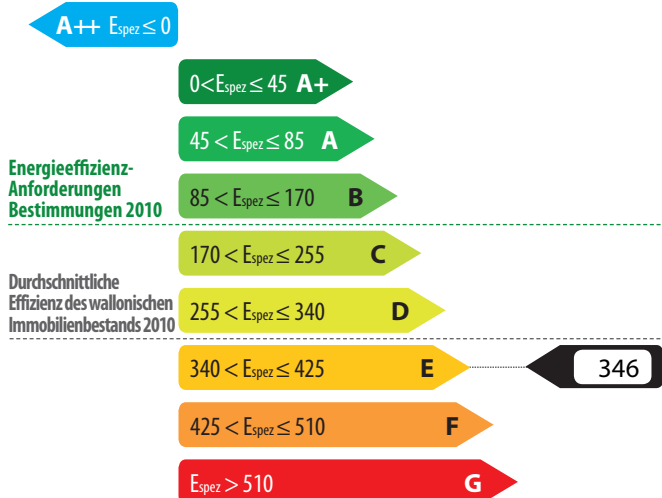 A++ Espez ≤ 0
0 < Espez ≤ 45 A+
45 < Espez ≤ 85 A
Energieeffizienz-
Anforderungen
Bestimmungen 2010
85 < Espez ≤ 170 B
170 < Espez ≤ 255 C
Durchschnittliche
Effizienz des wallonischen
Immobilienbestands 2010
255 < Espez ≤ 340 D
340 < Espez ≤ 425 E 346
425 < Espez ≤ 510 F
Espez > 510 G